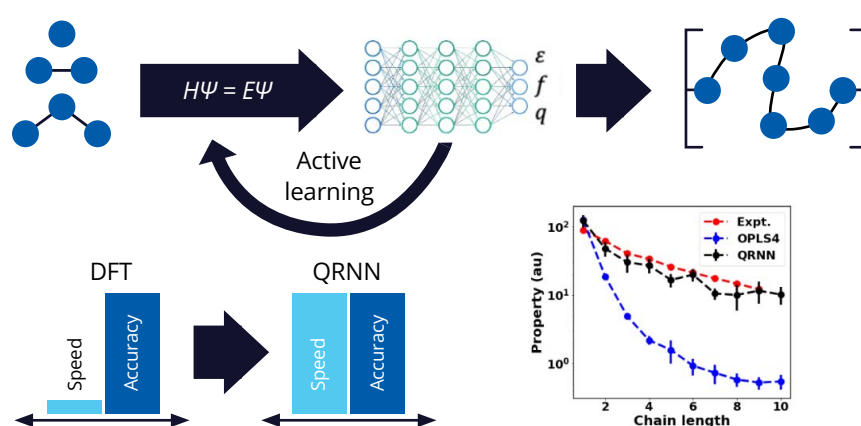 HΨ = EΨ
ε
f
q
Active
learning
DFT
Speed
Accuracy
QRNN
Speed
Accuracy
Property (au)
10²
10¹
10⁰
Expt.
OPLS4
QRNN
2 4 6 8 10
Chain length